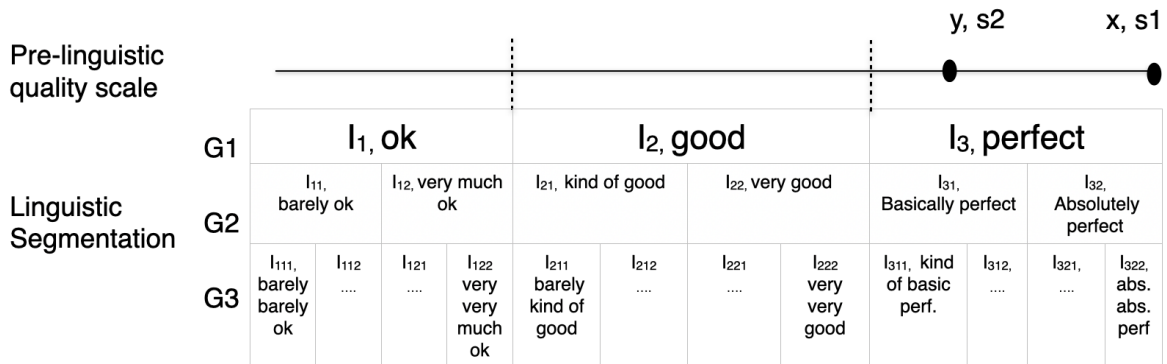 y, s2 x, s1
Pre-linguistic
quality scale
G1 I1, ok I2, good I3, perfect
Linguistic
Segmentation
G2
I11,
barely ok
I12, very much
ok
I21, kind of good
I22, very good
I31,
Basically perfect
I32,
Absolutely
perfect
G3
I111,
barely
barely
ok
I112
....
I121
....
I122
very
very
much
ok
I211
barely
kind of
good
I212
....
I221
....
I222
very
very
good
I311, kind
of basic
perf.
I312,
....
I321,
....
I322,
abs.
abs.
perf